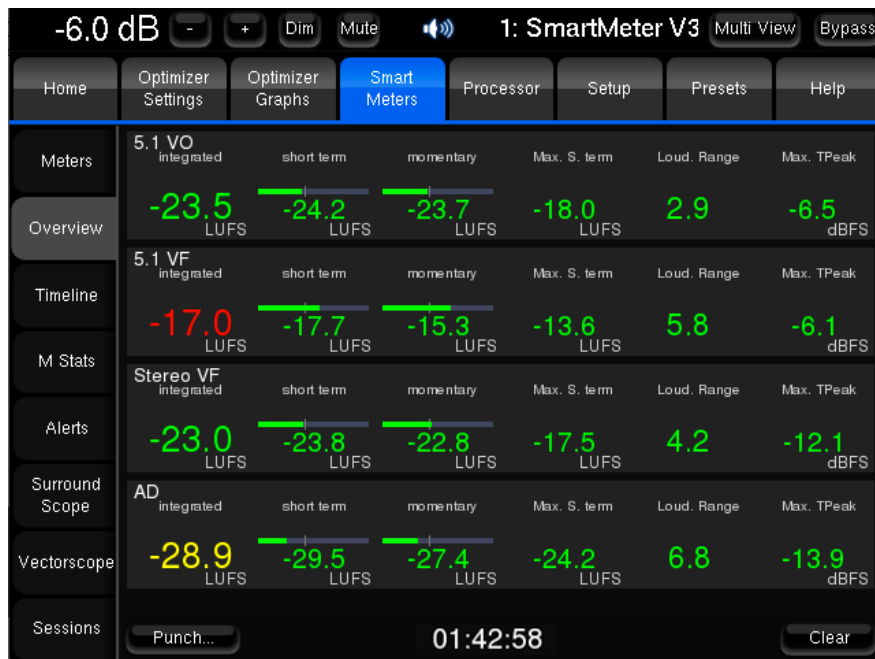 -6.0 dB - + Dim Mute 1: SmartMeter V3 Multi View Bypass
Home Optimizer Settings Optimizer Graphs Smart Meters Processor Setup Presets Help
Meters
Overview
Timeline
M Stats
Alerts
Surround Scope
Vectorscope
Sessions
5.1 VO
integrated short term momentary Max. S. term Loud. Range Max. TPeak
-23.5 LUFS -24.2 LUFS -23.7 LUFS -18.0 LUFS 2.9 -6.5 dBFS
5.1 VF
integrated short term momentary Max. S. term Loud. Range Max. TPeak
-17.0 LUFS -17.7 LUFS -15.3 LUFS -13.6 LUFS 5.8 -6.1 dBFS
Stereo VF
integrated short term momentary Max. S. term Loud. Range Max. TPeak
-23.0 LUFS -23.8 LUFS -22.8 LUFS -17.5 LUFS 4.2 -12.1 dBFS
AD
integrated short term momentary Max. S. term Loud. Range Max. TPeak
-28.9 LUFS -29.5 LUFS -27.4 LUFS -24.2 LUFS 6.8 -13.9 dBFS
Punch... 01:42:58 Clear